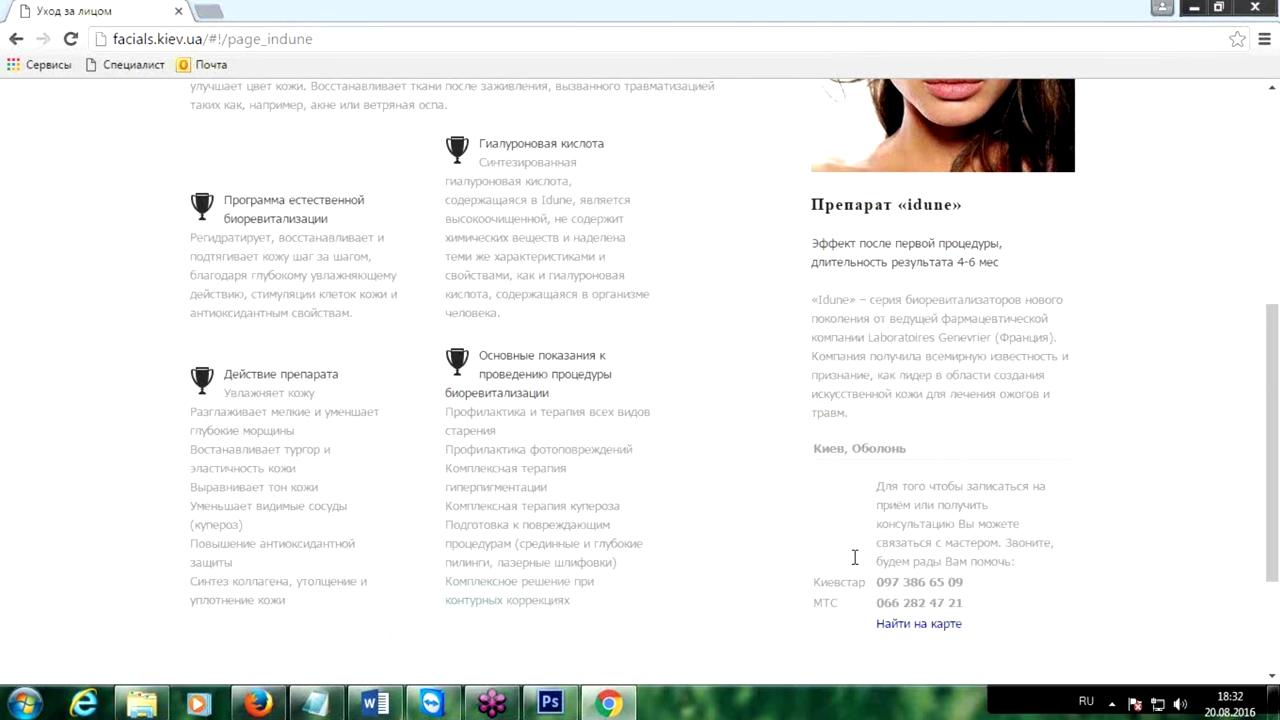 Уход за лицом
facials.kiev.ua/#!/page_indune
Сервисы
Специалист
Почта
улучшает цвет кожи. Восстанавливает ткани после заживления, вызванного травматизацией
таких как, например, акне или ветряная оспа.
Программа естественной
биоревитализации
Регидратирует, восстанавливает и
подтягивает кожу шаг за шагом,
благодаря глубокому увлажняющему
действию, стимуляции клеток кожи и
антиоксидантным свойствам.
Действие препарата
Увлажняет кожу
Разглаживает мелкие и уменьшает
глубокие морщины
Востанавливает тургор и
эластичность кожи
Выравнивает тон кожи
Уменьшает видимые сосуды
(купероз)
Повышение антиоксидантной
защиты
Синтез коллагена, утолщение и
уплотнение кожи
Гиалуроновая кислота
Синтезированная
гиалуроновая кислота,
содержащаяся в Idune, является
высокоочищенной, не содержит
химических веществ и наделена
теми же характеристиками и
свойствами, как и гиалуроновая
кислота, содержащаяся в организме
человека.
Основные показания к
проведению процедуры
биоревитализации
Профилактика и терапия всех видов
старения
Профилактика фотоповреждений
Комплексная терапия
гиперпигментации
Комплексная терапия купероза
Подготовка к повреждающим
процедурам (срединные и глубокие
пилинги, лазерные шлифовки)
Комплексное решение при
контурных коррекциях
Препарат «idune»
Эффект после первой процедуры,
длительность результата 4-6 мес
«Idune» – серия биоревитализаторов нового
поколения от ведущей фармацевтической
компании Laboratoires Genevrier (Франция).
Компания получила всемирную известность и
признание, как лидер в области создания
искусственной кожи для лечения ожогов и
травм.
Киев, Оболонь
Для того чтобы записаться на
приём или получить
консультацию Вы можете
связаться с мастером. Звоните,
будем рады Вам помочь:
Киевстар 097 386 65 09
МТС 066 282 47 21
Найти на карте
RU
18:32
20.08.2016